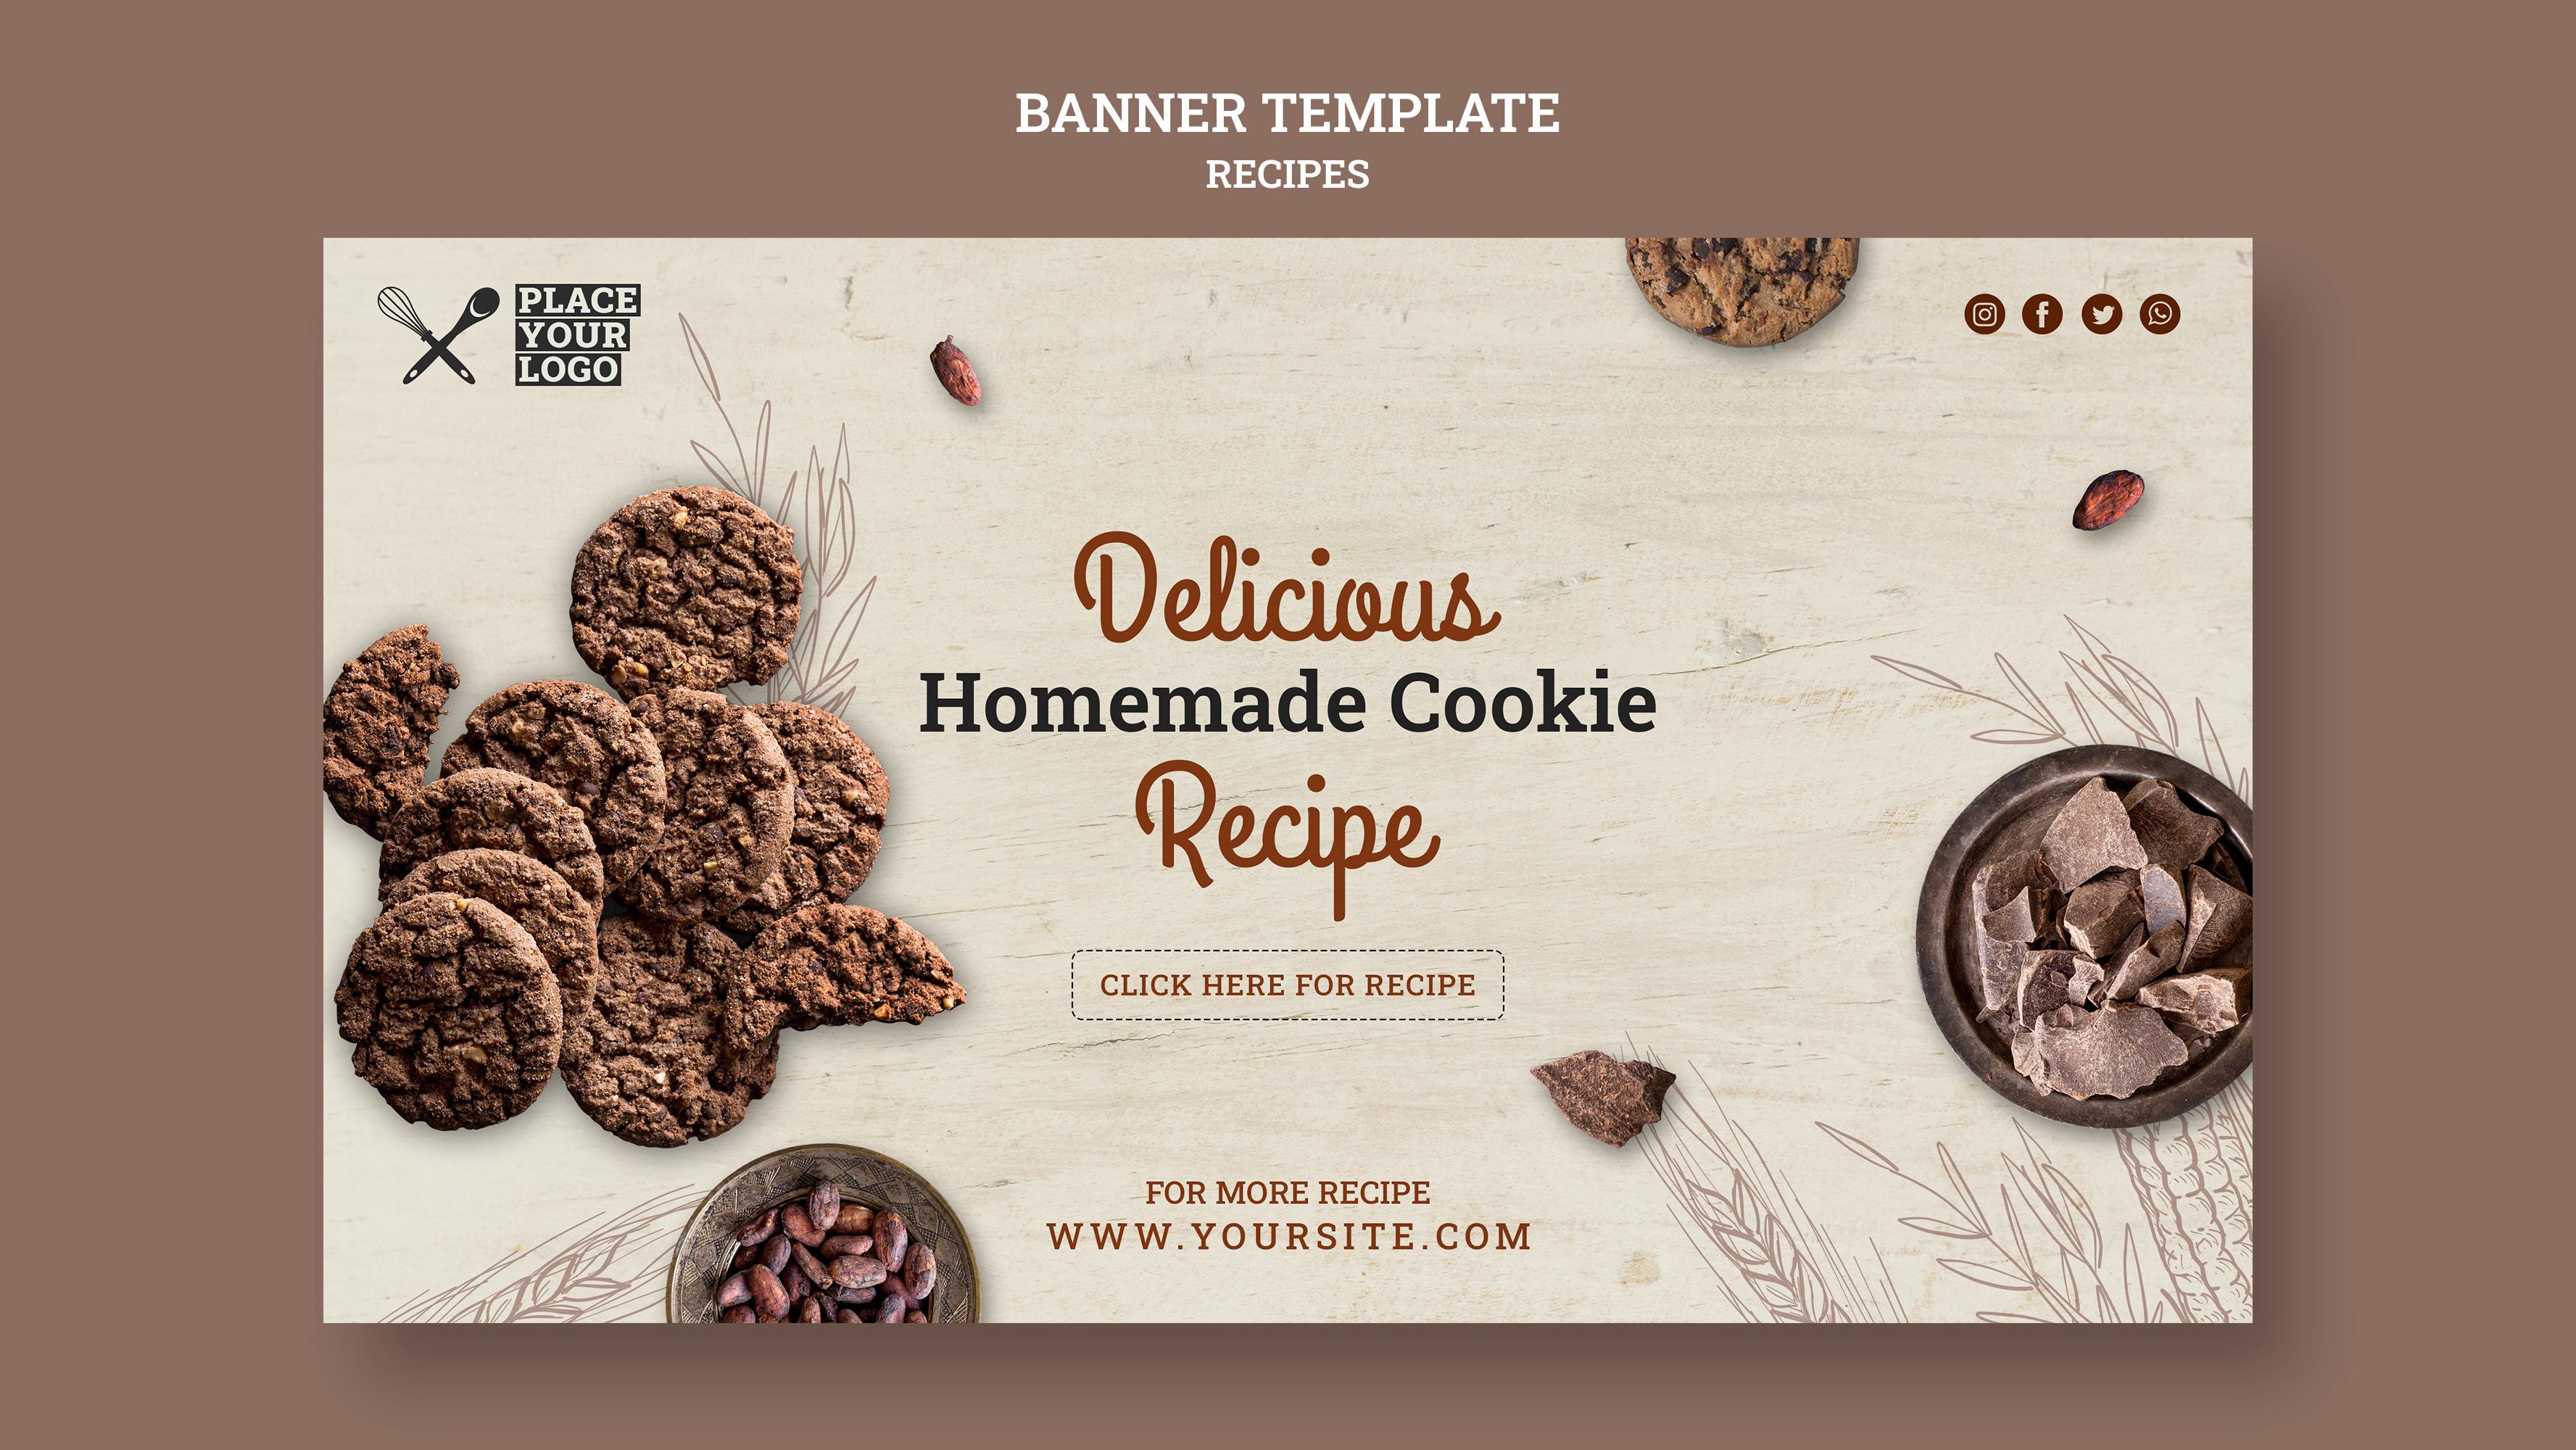 BANNER TEMPLATE
RECIPES
PLACE
YOUR
LOGO
Delicious
Homemade Cookie
Recipe
CLICK HERE FOR RECIPE
FOR MORE RECIPE
WWW.YOURSITE.COM